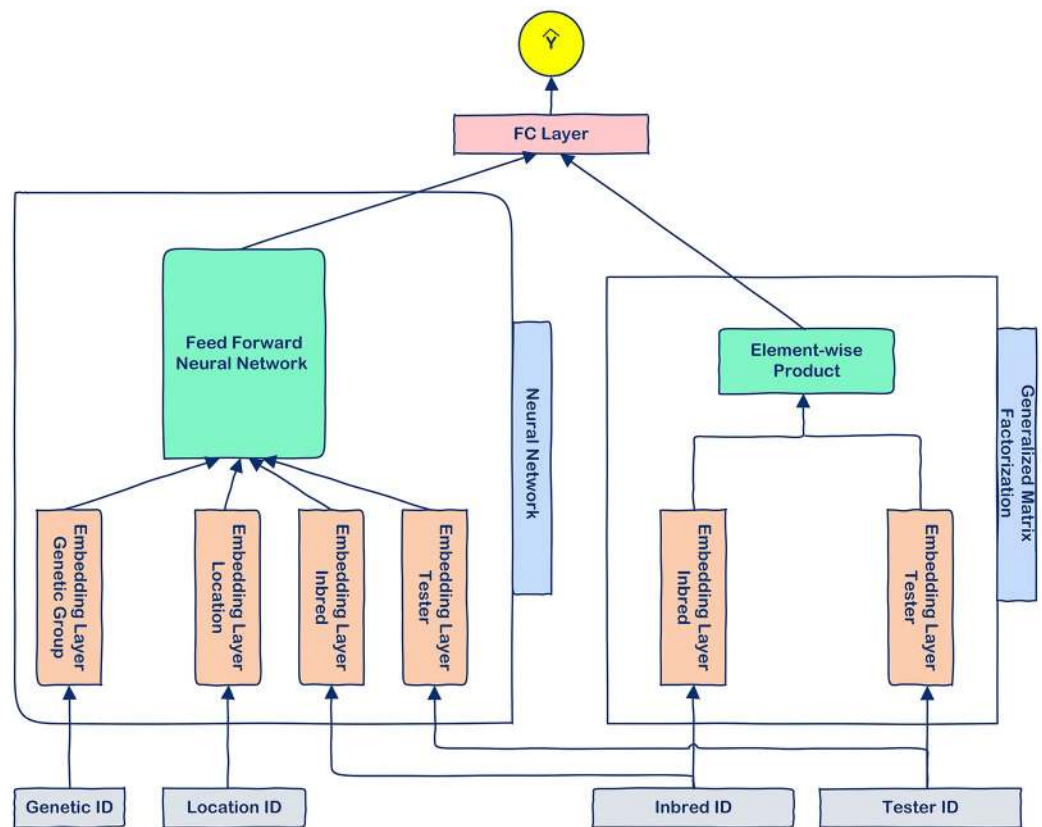 Ŷ
FC Layer
Feed Forward
Neural Network
Neural Network
Element-wise
Product
Generalized Matrix
Factorization
Embedding Layer
Genetic Group
Embedding Layer
Location
Embedding Layer
Inbred
Embedding Layer
Tester
Embedding Layer
Inbred
Embedding Layer
Tester
Genetic ID
Location ID
Inbred ID
Tester ID